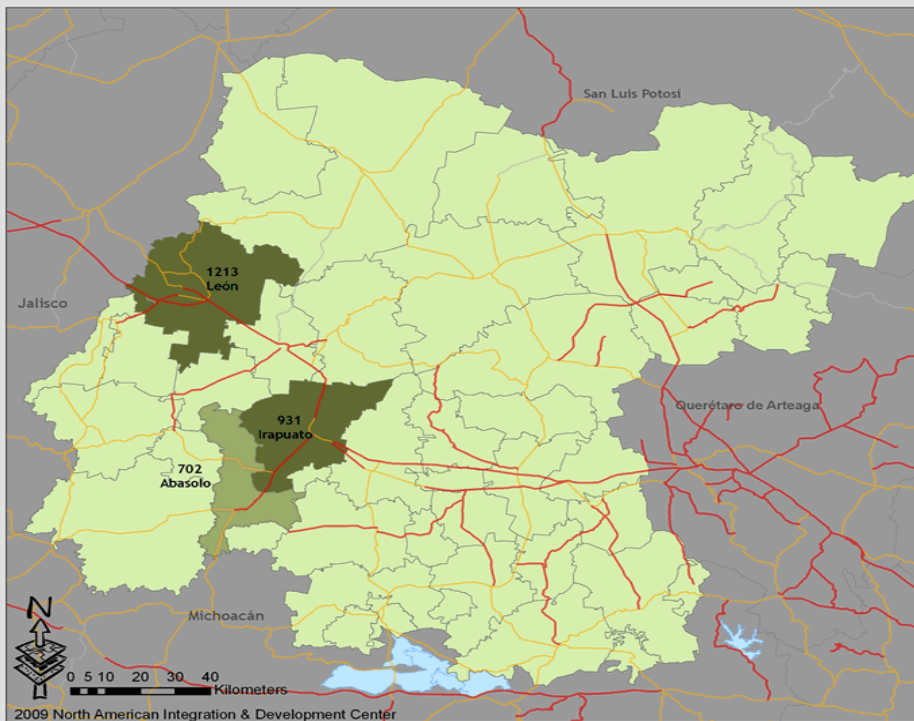 San Luis Potosi
1213
León
Jalisco
931
Irapuato
Querétaro de Arteaga
702
Abasolo
Michoacán
N
0 5 10 20 30 40
Kilometers
2009 North American Integration & Development Center